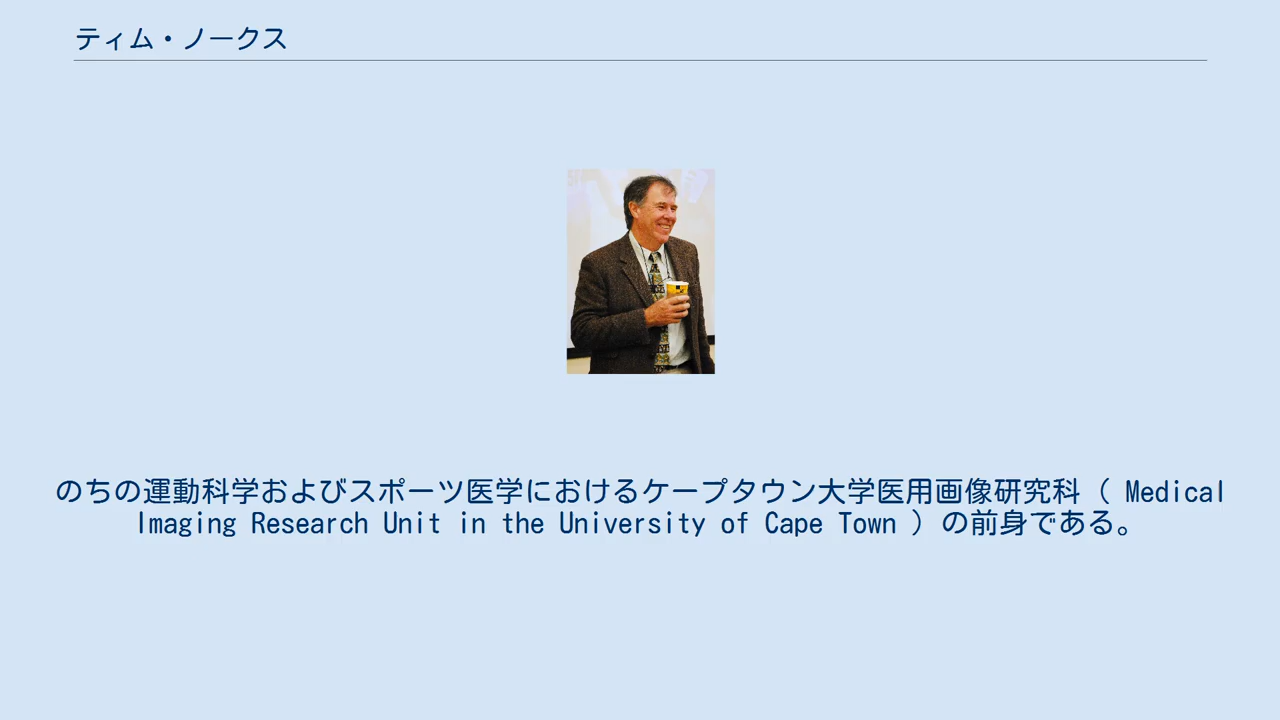 ティム・ノークス
のちの運動科学およびスポーツ医学におけるケープタウン大学医用画像研究科（ Medical
Imaging Research Unit in the University of Cape Town ）の前身である。